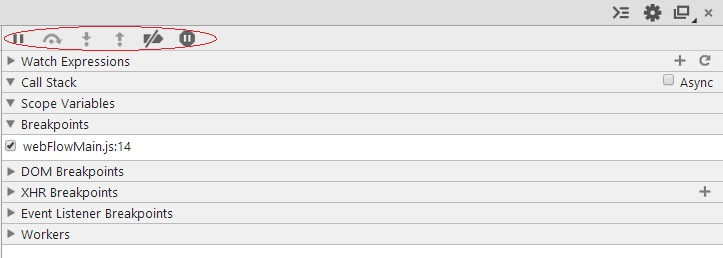 Watch Expressions
Call Stack Async
Scope Variables
Breakpoints
webFlowMain.js:14
DOM Breakpoints
XHR Breakpoints
Event Listener Breakpoints
Workers